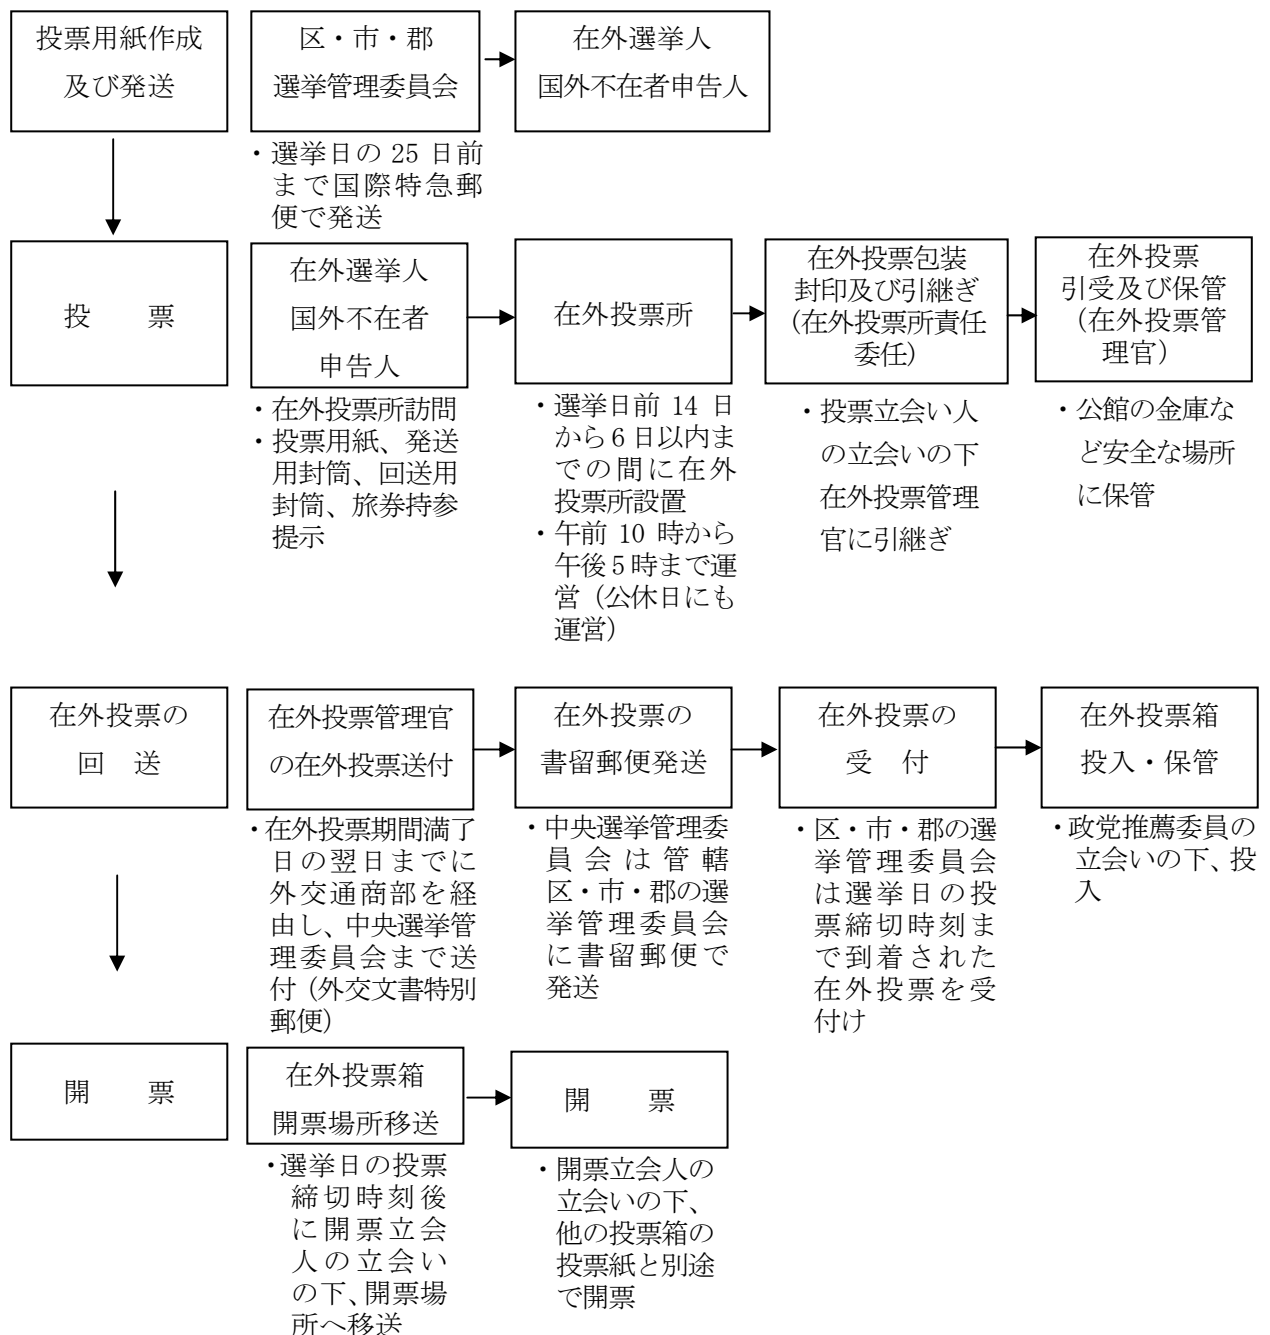 投票用紙作成
及び発送
区・市・郡
選挙管理委員会
在外選挙人
国外不在者申告人
・選挙日の 25 日前
まで国際特急郵
便で発送
投　　票
在外選挙人
国外不在者
申告人
・在外投票所訪問
・投票用紙、発送
用封筒、回送用
封筒、旅券持参
提示
在外投票所
・選挙日前 14 日
から 6 日以内ま
での間に在外
投票所設置
・午前 10 時から
午後 5 時まで運
営（公休日にも
運営）
在外投票包装
封印及び引継ぎ
（在外投票所責任
委任）
・投票立会い人
の立会いの下
在外投票管理
官に引継ぎ
在外投票
引受及び保管
（在外投票管
理官）
・公館の金庫な
ど安全な場所
に保管
在外投票の
回　送
在外投票管理官
の在外投票送付
・在外投票期間満了
日の翌日までに
外交通商部を経
由し、中央選挙管
理委員会まで送
付（外交文書特別
郵便）
在外投票の
書留郵便発送
・中央選挙管理委
員会は管轄
区・市・郡の選
挙管理委員会
に書留郵便で
発送
在外投票の
受　付
・区・市・郡の選
挙管理委員会
は選挙日の投
票締切時刻ま
で到着された
在外投票を受
付け
在外投票箱
投入・保管
・政党推薦委員の
立会いの下、投
入
開　　票
在外投票箱
開票場所移送
・選挙日の投票
締切時刻後
に開票立会
人の立会い
の下、開票場
所へ移送
開　　票
・開票立会人の
立会いの下、
他の投票箱の
投票紙と別途
で開票